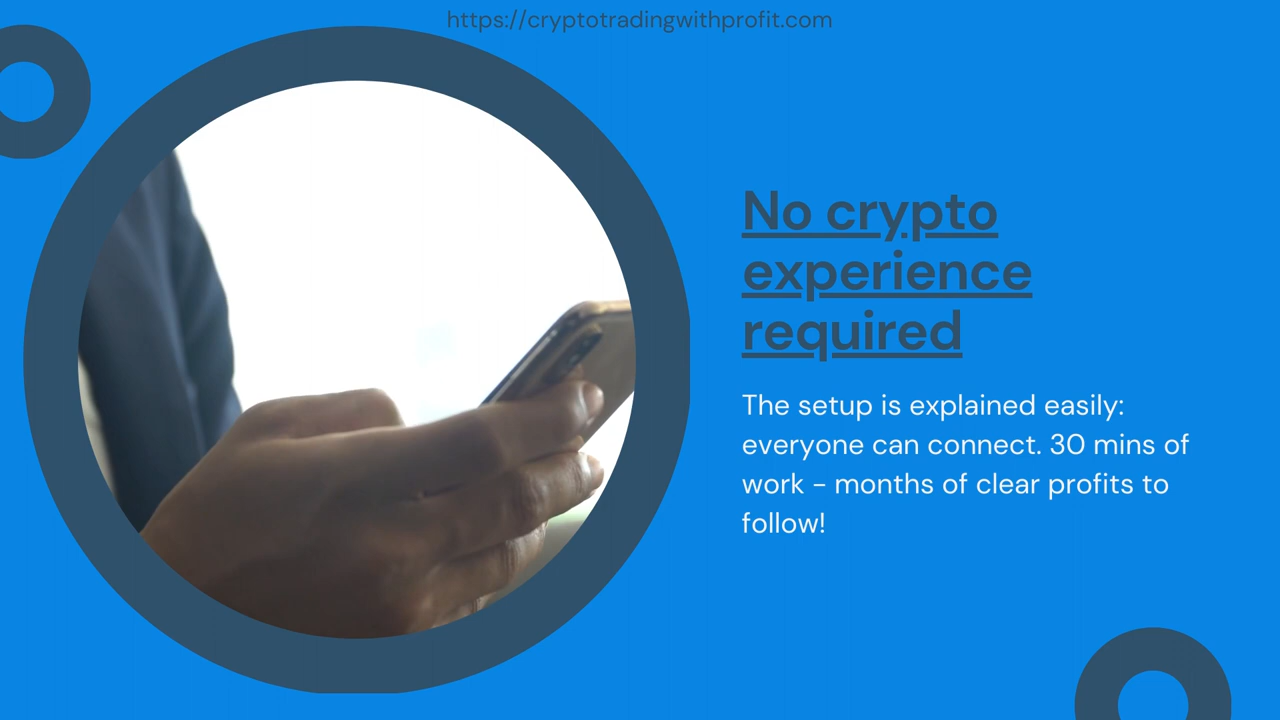 https://cryptotradingwithprofit.com
No crypto
experience
required
The setup is explained easily:
everyone can connect. 30 mins of
work - months of clear profits to
follow!